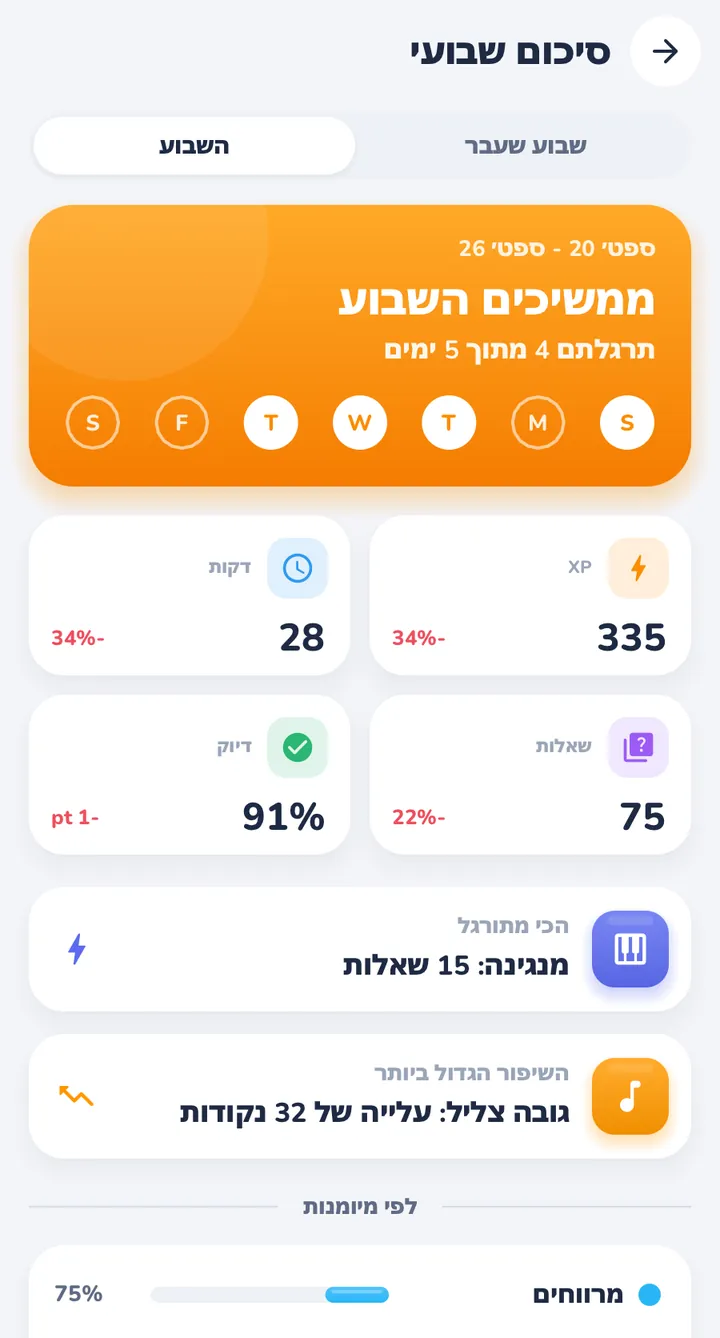 סיכום שבועי
שבוע שעבר
השבוע
ספט׳ 20 - ספט׳ 26
ממשיכים השבוע
תרגלתם 4 מתוך 5 ימים
S M T W T F S
XP
335
-34%
דקות
28
-34%
שאלות
75
-22%
דיוק
91%
-1 pt
הכי מתורגל
מנגינה: 15 שאלות
השיפור הגדול ביותר
גובה צליל: עלייה של 32 נקודות
לפי מיומנות
מרווחים
75%